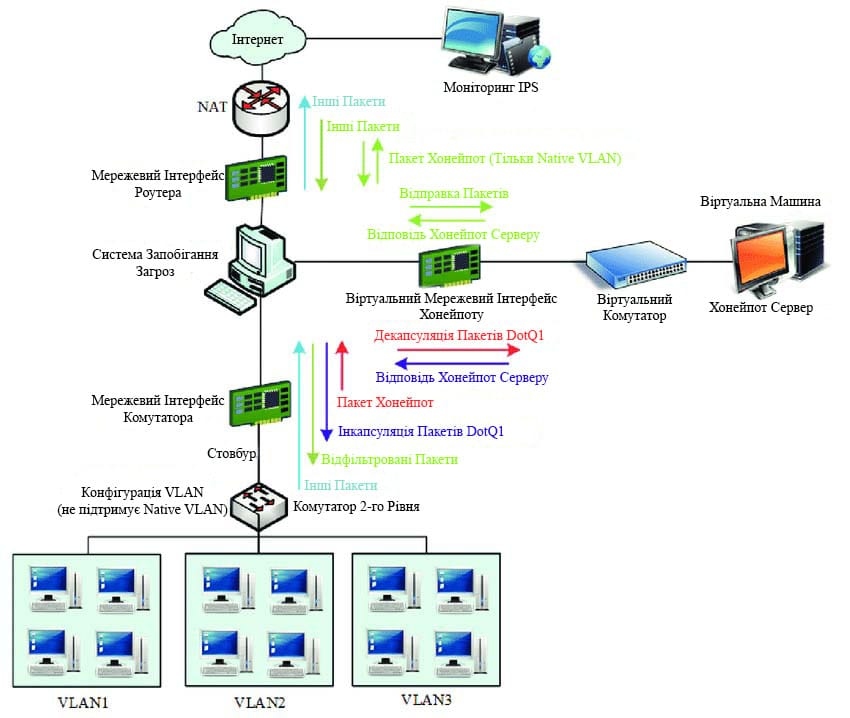 Інтернет
Моніторинг IPS
NAT
Інші Пакети
Інші Пакети
Пакет Хонейпот (Тільки Native VLAN)
Мережевий Інтерфейс
Роутера
Відправка Пакетів
Відповідь Хонейпот Серверу
Віртуальна Машина
Система Запобігання
Загроз
Віртуальний Мережевий Інтерфейс
Хонейпоту
Віртуальний
Комутатор
Хонейпот Сервер
Декапсуляція Пакетів DotQ1
Відповідь Хонейпот Серверу
Мережевий Інтерфейс
Комутатора
Пакет Хонейпот
Інкапсуляція Пакетів DotQ1
Стовбур
Відфільтровані Пакети
Інші Пакети
Конфігурація VLAN
(не підтримує Native VLAN)
Комутатор 2-го Рівня
VLAN1
VLAN2
VLAN3